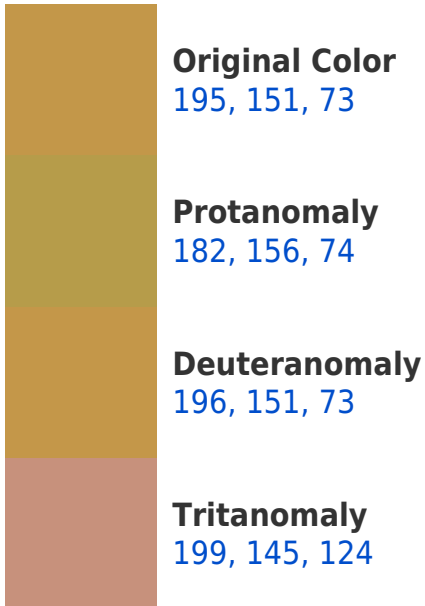 Original Color
195, 151, 73
Protanomaly
182, 156, 74
Deuteranomaly
196, 151, 73
Tritanomaly
199, 145, 124